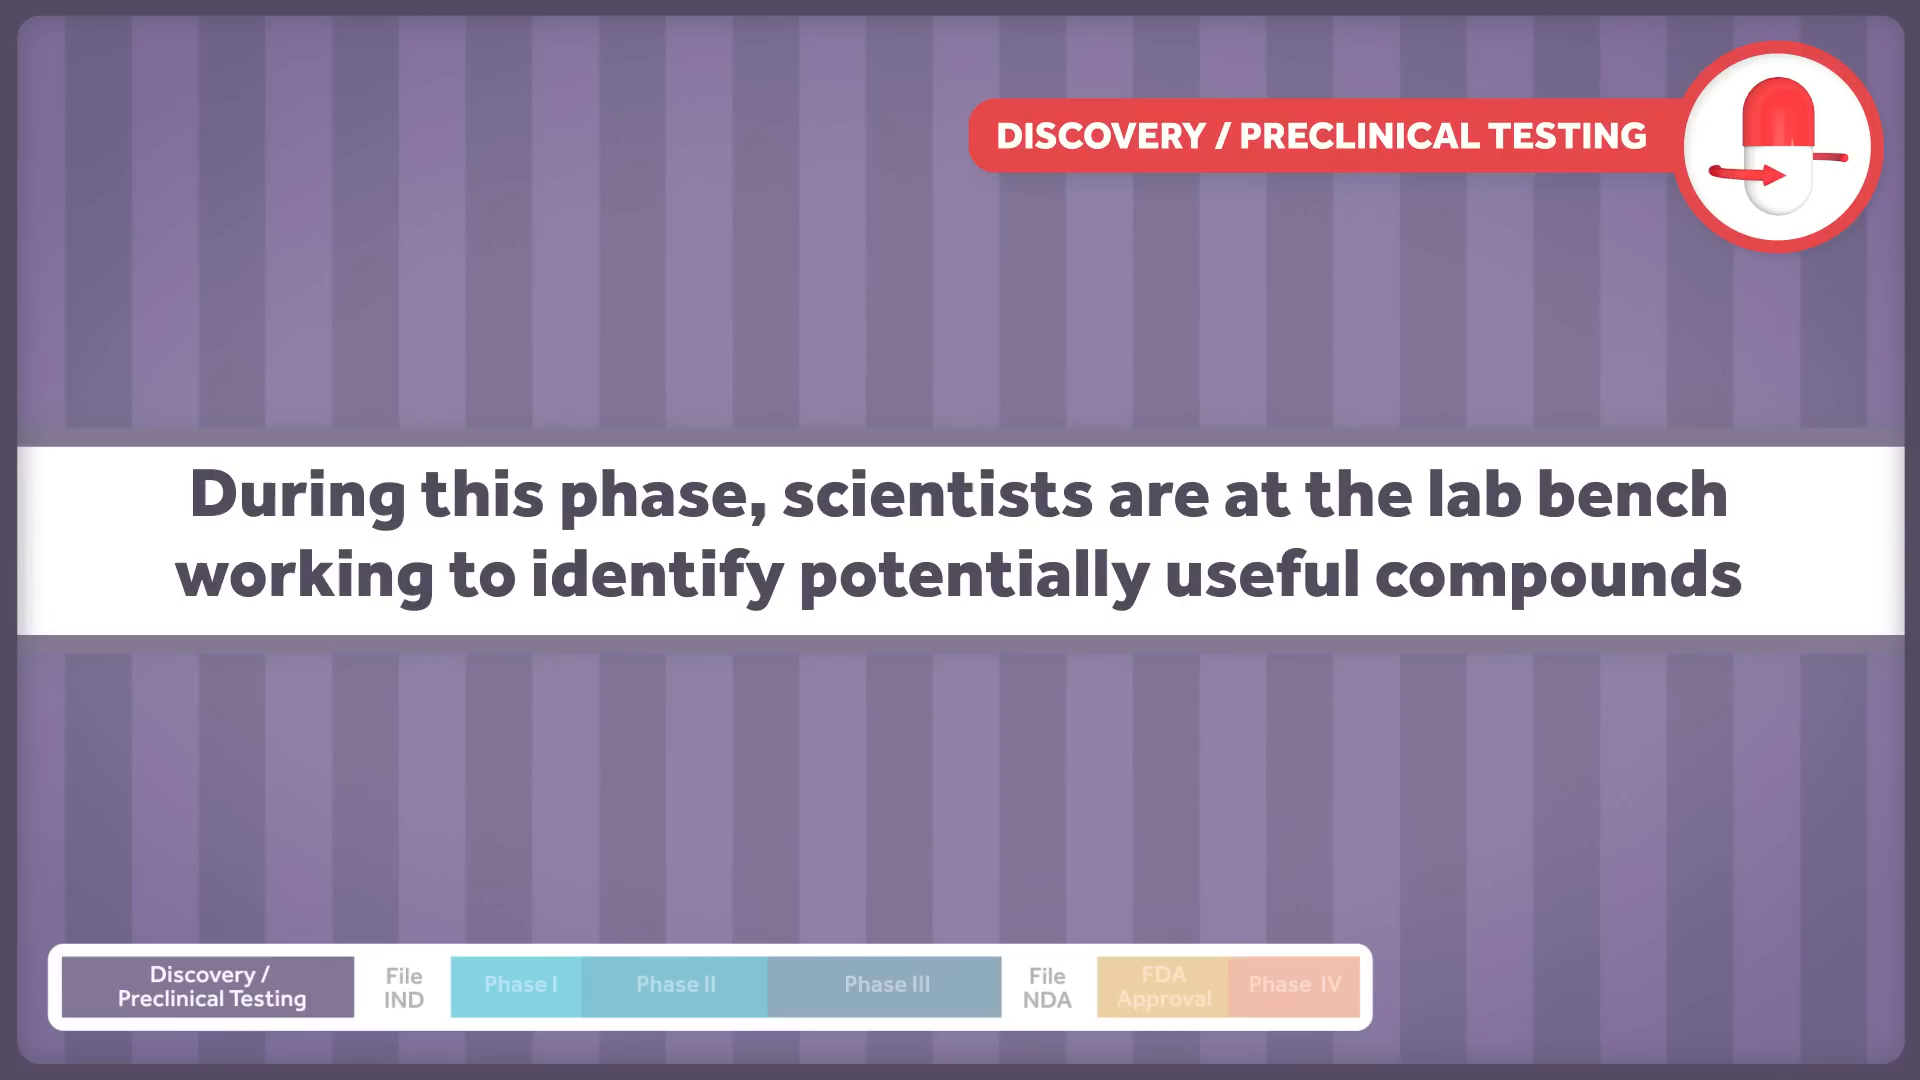 DISCOVERY / PRECLINICAL TESTING
During this phase, scientists are at the lab bench
working to identify potentially useful compounds
Discovery /
Preclinical Testing
File
IND
Phase I
Phase II
Phase III
File
NDA
FDA
Approval
Phase IV